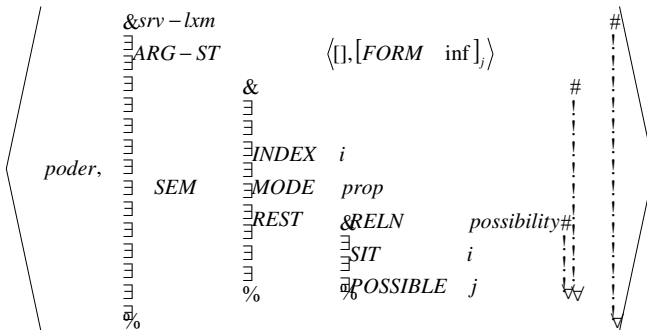 &srv-lxm #
∃ARG-ST ⟨[],[FORM inf]j⟩ !
∃ & # !
∃ ∃ ! !
∃ ∃ ! !
∃ ∃INDEX i ! !
poder, ∃ SEM ∃MODE prop ! !
∃ ∃REST &RELN possibility# ! !
∃ ∃ ∃SIT i ! ! !
∃ % %POSSIBLE j ∀∀ !
% ∀